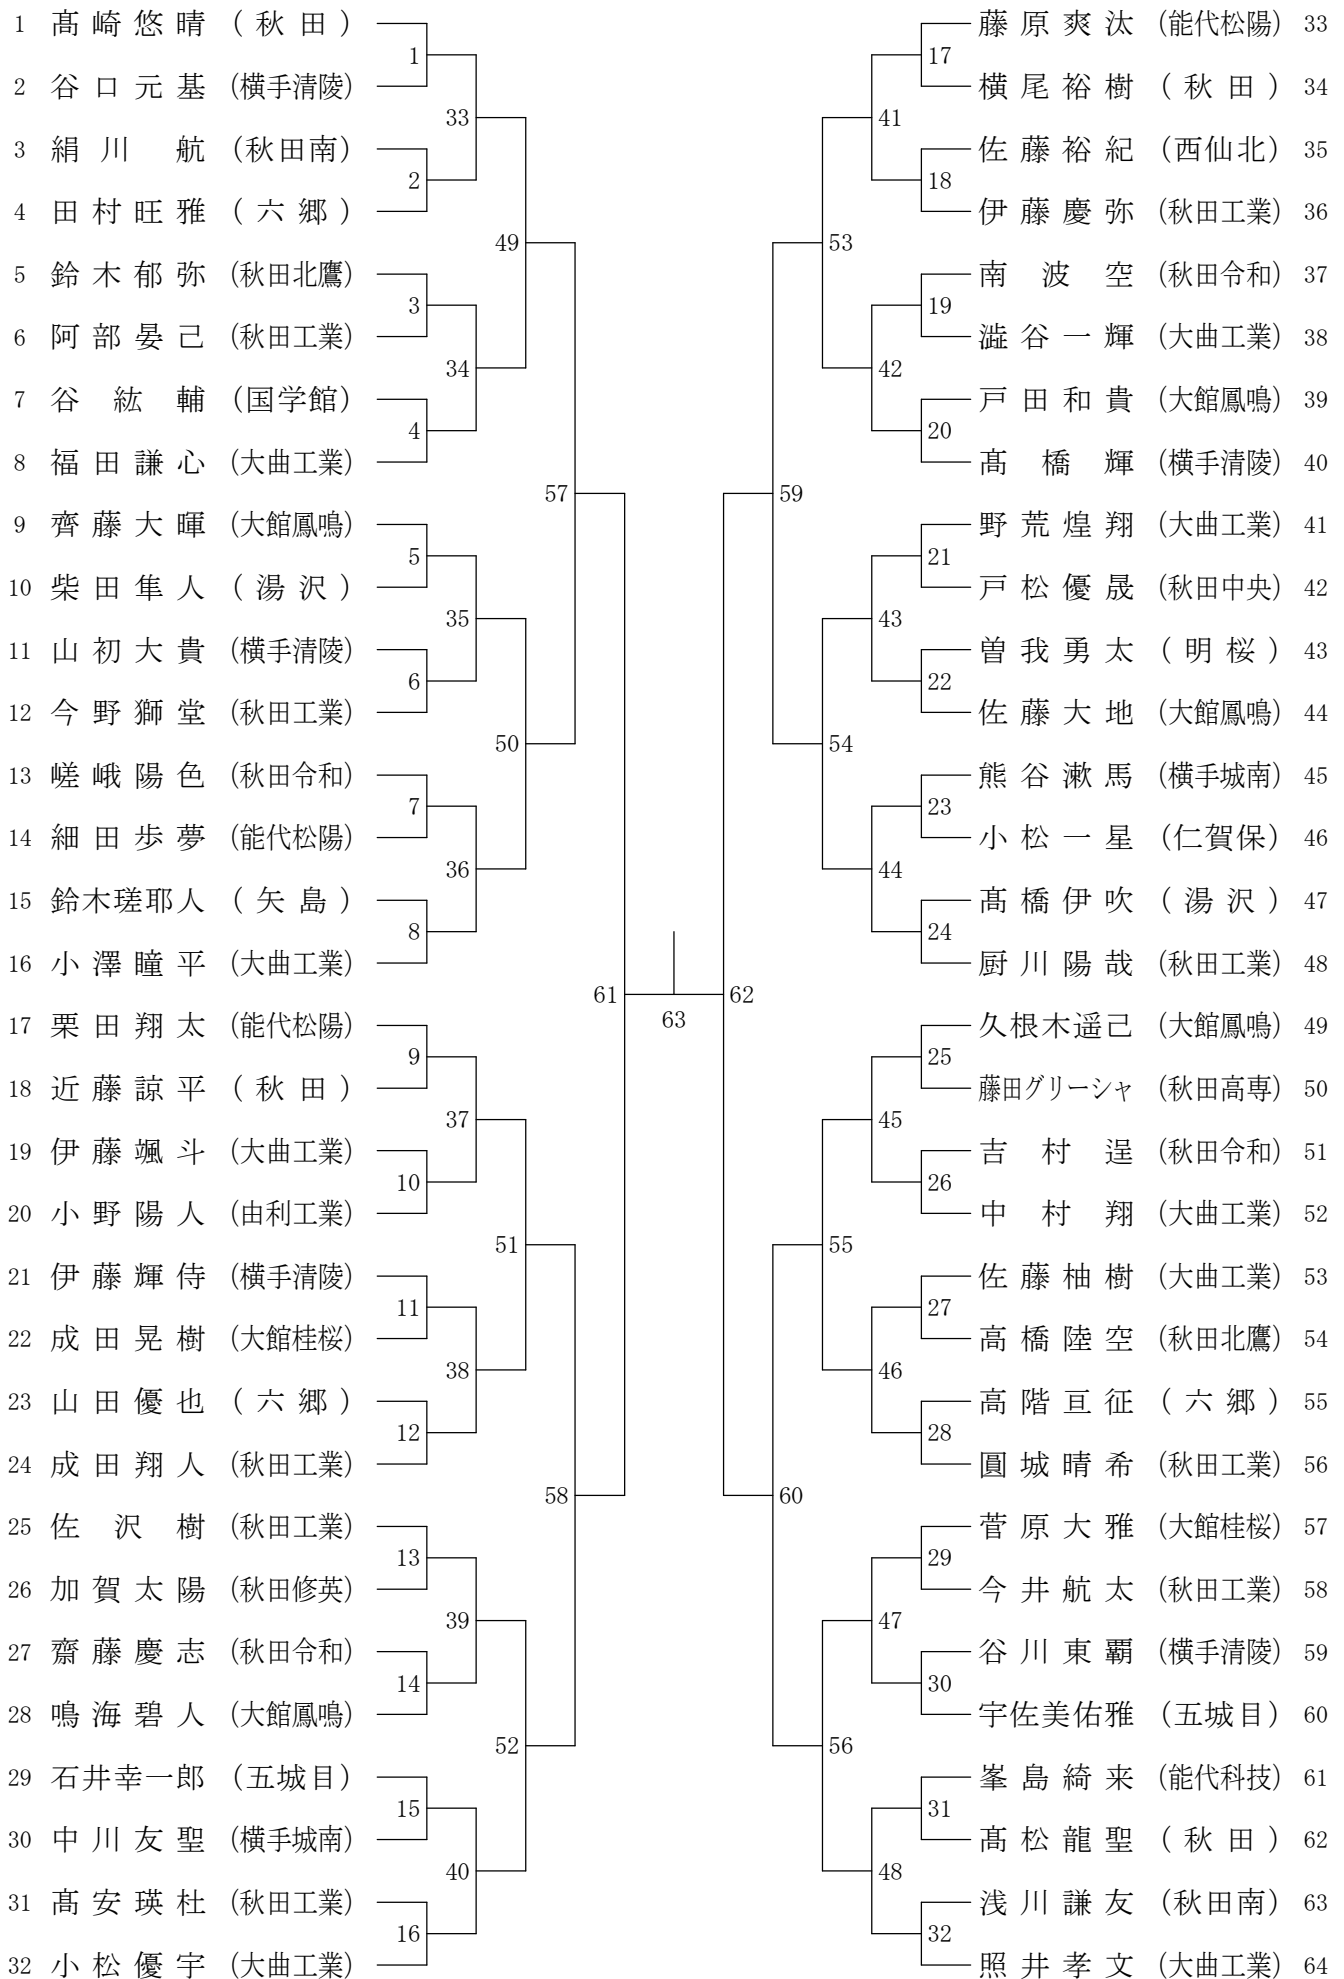 1 髙崎悠晴 (秋田)
2 谷口元基 (横手清陵)
3 絹川航 (秋田南)
4 田村旺雅 (六郷)
5 鈴木郁弥 (秋田北鷹)
6 阿部晏己 (秋田工業)
7 谷紘輔 (国学館)
8 福田謙心 (大曲工業)
9 齊藤大暉 (大館鳳鳴)
10 柴田隼人 (湯沢)
11 山初大貴 (横手清陵)
12 今野獅堂 (秋田工業)
13 嵯峨陽色 (秋田令和)
14 細田歩夢 (能代松陽)
15 鈴木瑳耶人 (矢島)
16 小澤瞳平 (大曲工業)
17 栗田翔太 (能代松陽)
18 近藤諒平 (秋田)
19 伊藤颯斗 (大曲工業)
20 小野陽人 (由利工業)
21 伊藤輝侍 (横手清陵)
22 成田晃樹 (大館桂桜)
23 山田優也 (六郷)
24 成田翔人 (秋田工業)
25 佐沢樹 (秋田工業)
26 加賀太陽 (秋田修英)
27 齋藤慶志 (秋田令和)
28 鳴海碧人 (大館鳳鳴)
29 石井幸一郎 (五城目)
30 中川友聖 (横手城南)
31 髙安瑛杜 (秋田工業)
32 小松優宇 (大曲工業)
1
2
3
4
5
6
7
8
9
10
11
12
13
14
15
16
33
34
35
36
37
38
39
40
49
50
51
52
57
58
61
63
62
59
60
53
54
55
56
41
42
43
44
45
46
47
48
17
18
19
20
21
22
23
24
25
26
27
28
29
30
31
32
藤原爽汰 (能代松陽) 33
横尾裕樹 (秋田) 34
佐藤裕紀 (西仙北) 35
伊藤慶弥 (秋田工業) 36
南波空 (秋田令和) 37
澁谷一輝 (大曲工業) 38
戸田和貴 (大館鳳鳴) 39
髙橋輝 (横手清陵) 40
野荒煌翔 (大曲工業) 41
戸松優晟 (秋田中央) 42
曽我勇太 (明桜) 43
佐藤大地 (大館鳳鳴) 44
熊谷漱馬 (横手城南) 45
小松一星 (仁賀保) 46
髙橋伊吹 (湯沢) 47
厨川陽哉 (秋田工業) 48
久根木遥己 (大館鳳鳴) 49
藤田グリーシャ (秋田高専) 50
吉村逞 (秋田令和) 51
中村翔 (大曲工業) 52
佐藤柚樹 (大曲工業) 53
高橋陸空 (秋田北鷹) 54
高階亘征 (六郷) 55
圓城晴希 (秋田工業) 56
菅原大雅 (大館桂桜) 57
今井航太 (秋田工業) 58
谷川東覇 (横手清陵) 59
宇佐美佑雅 (五城目) 60
峯島綺来 (能代科技) 61
髙松龍聖 (秋田) 62
浅川謙友 (秋田南) 63
照井孝文 (大曲工業) 64